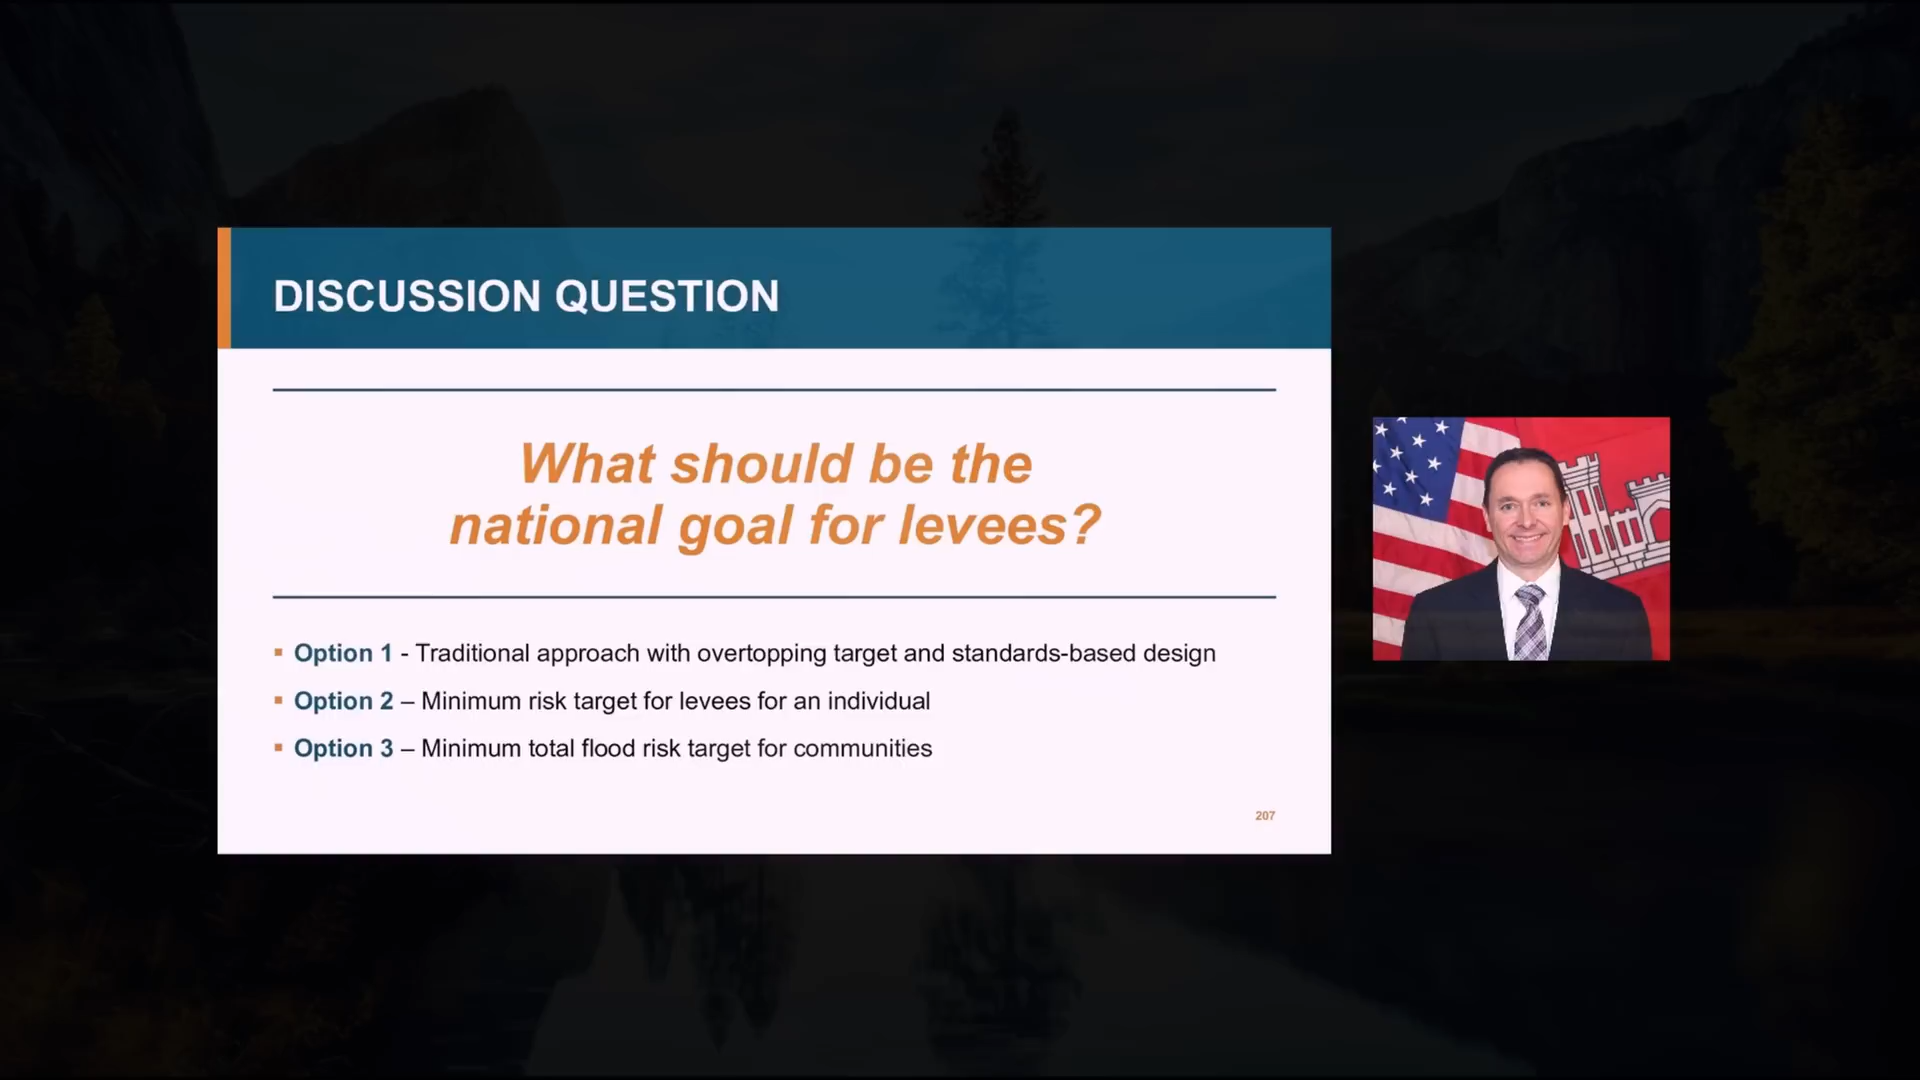 DISCUSSION QUESTION
What should be the
national goal for levees?
▪ Option 1 - Traditional approach with overtopping target and standards-based design
▪ Option 2 – Minimum risk target for levees for an individual
▪ Option 3 – Minimum total flood risk target for communities
207